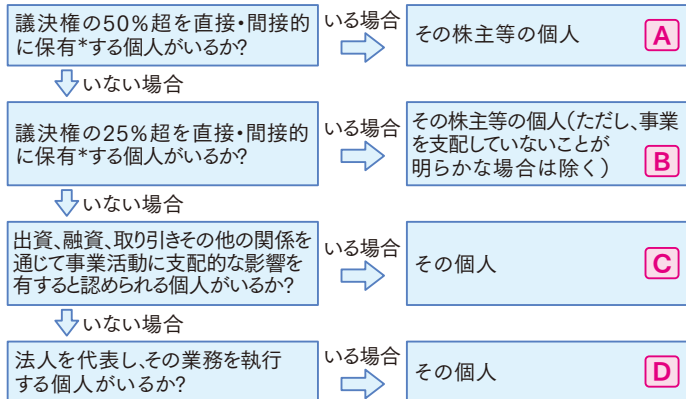 議決権の50%超を直接・間接的
に保有*する個人がいるか?
いる場合
その株主等の個人
A
いない場合
議決権の25%超を直接・間接的
に保有*する個人がいるか?
いる場合
その株主等の個人(ただし、事業
を支配していないことが
明らかな場合は除く)
B
いない場合
出資、融資、取り引きその他の関係を
通じて事業活動に支配的な影響を
有すると認められる個人がいるか?
いる場合
その個人
C
いない場合
法人を代表し、その業務を執行
する個人がいるか?
いる場合
その個人
D